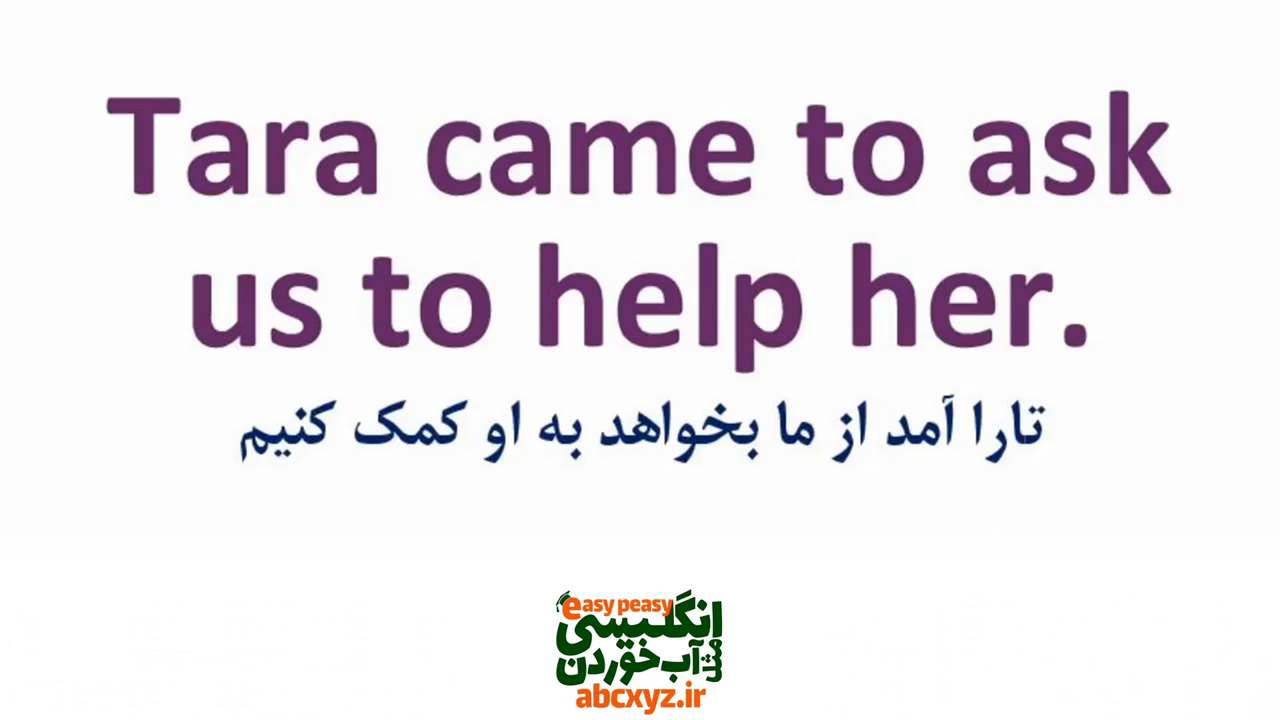 Tara came to ask
us to help her.
تارا آمد از ما بخواهد به او کمک کنیم
easy peasy
انگلیسی
مثل آب خوردن
abcxyz.ir